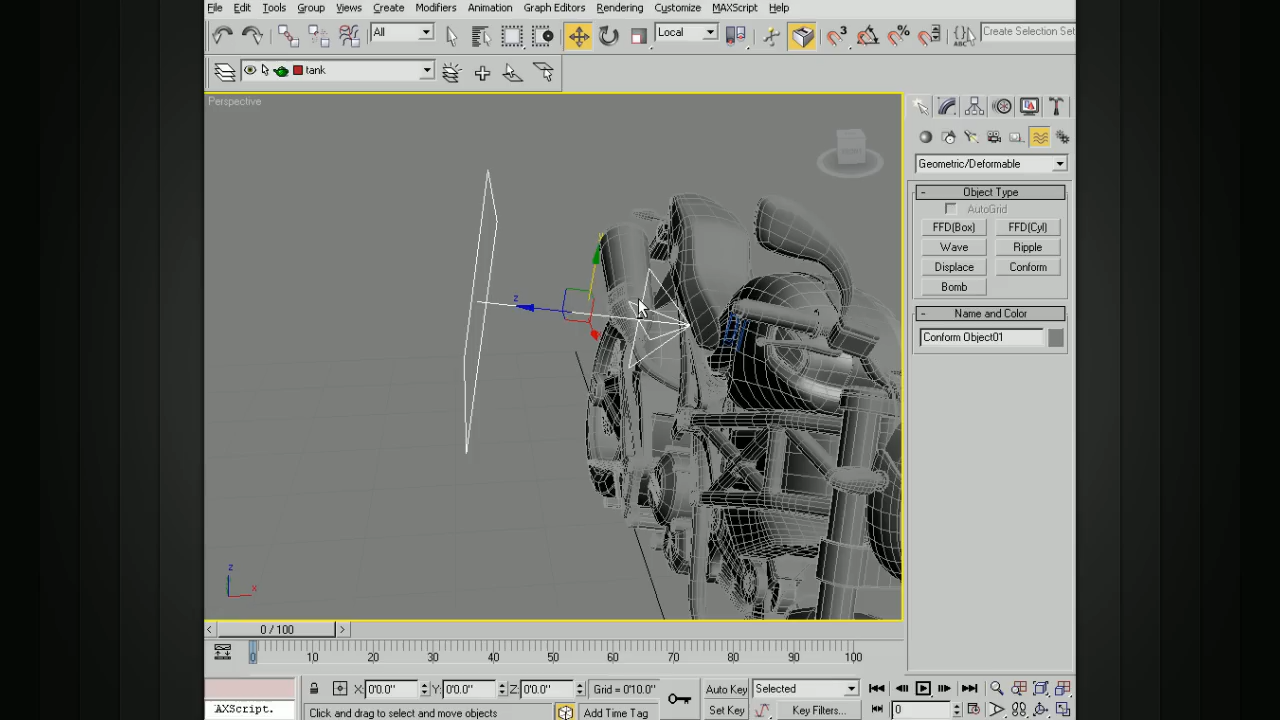 File Edit Tools Group Views Create Modifiers Animation Graph Editors Rendering Customize MAXScript Help
All
Local
Create Selection Set
tank
Perspective
Geometric/Deformable
- Object Type
AutoGrid
FFD(Box) FFD(Cyl)
Wave Ripple
Displace Conform
Bomb
- Name and Color
Conform Object01
z
y
z
x
< 0 / 100 >
0 10 20 30 40 50 60 70 80 90 100
X: 0'0.0" Y: 0'0.0" Z: 0'0.0" Grid = 0'10.0" Auto Key Selected
AXScript. Click and drag to select and move objects Add Time Tag Set Key Key Filters... 0